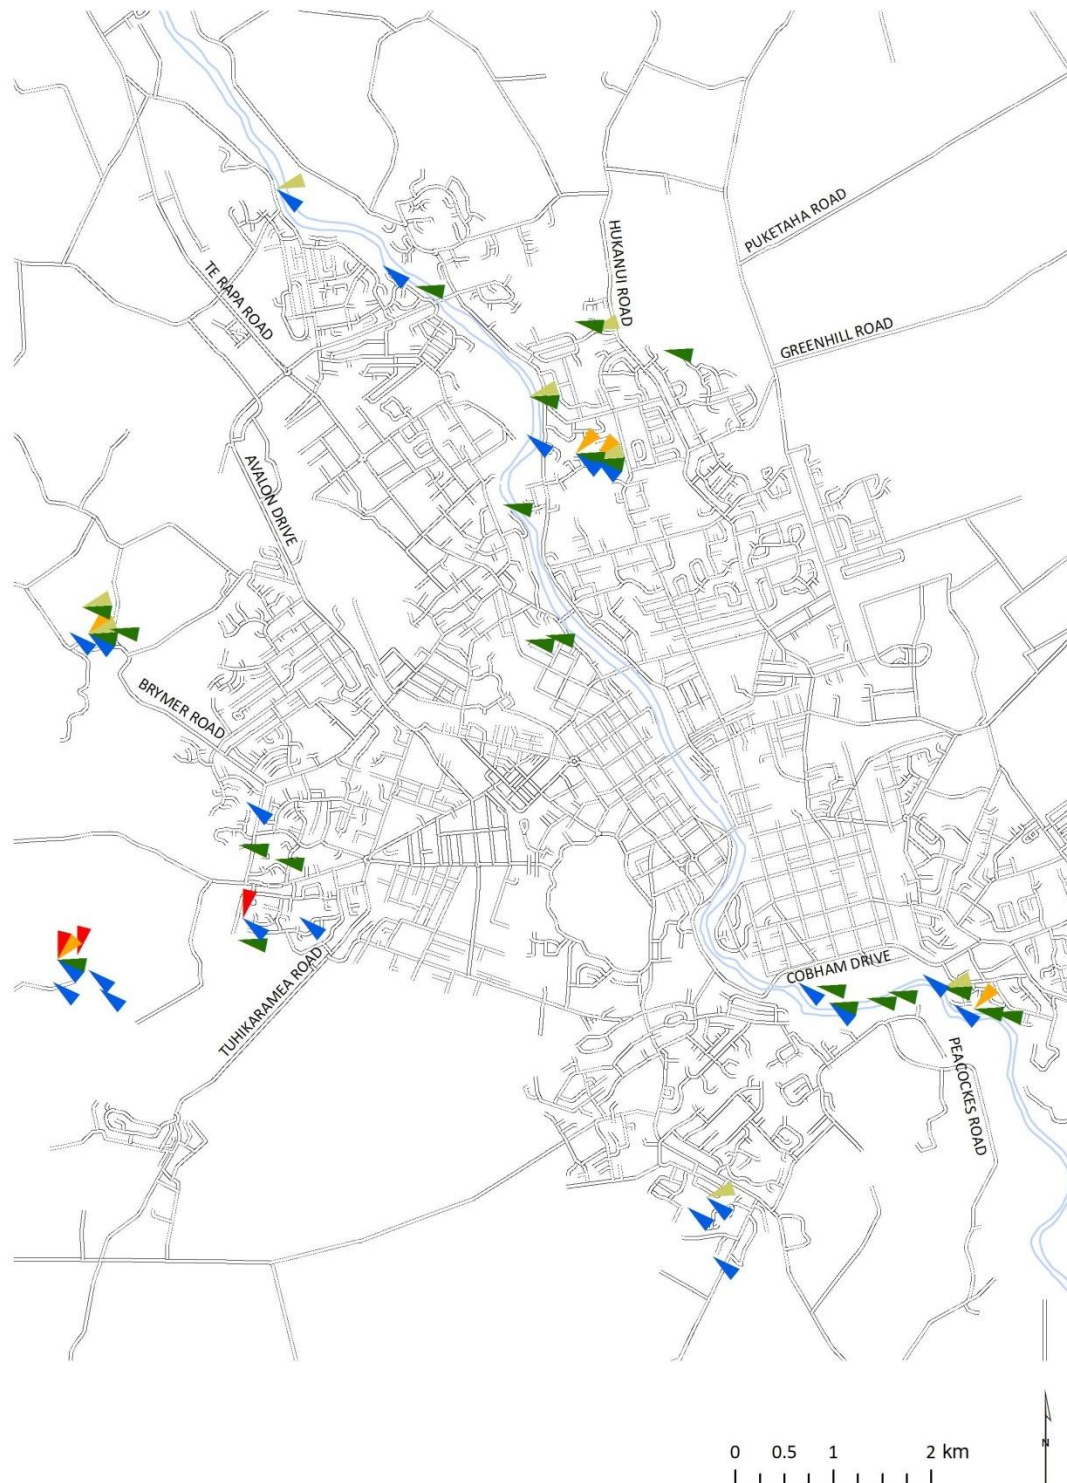 PUKETAHA ROAD
HUKANUI ROAD
TE RAPA ROAD
GREENHILL ROAD
AVALON DRIVE
BRYMER ROAD
COBHAM DRIVE
TUHIKARAMEA ROAD
PEACOCKES ROAD
N
0 0.5 1 2 km